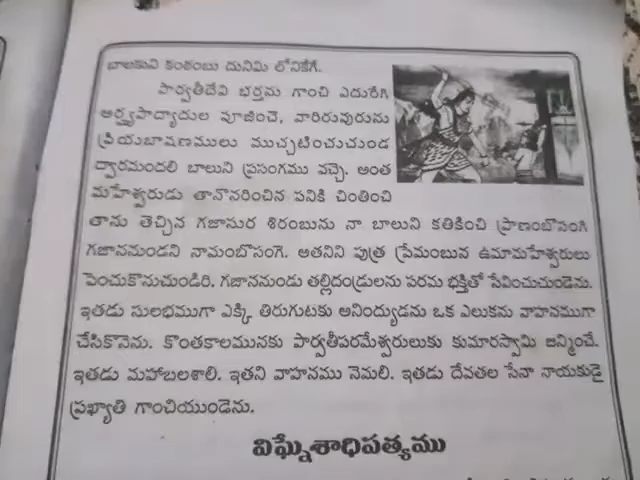 బాలకుని కంఠంబు దునిమి లోనికేగె.
పార్వతీదేవి భర్తను గాంచి ఎదురేగి
అర్ఘ్యపాద్యాదుల పూజించె, వారిరువురును
ప్రియభాషణములు ముచ్చటించుచుండ
ద్వారమందలి బాలుని ప్రసంగము వచ్చె. అంత
మహేశ్వరుడు తానొనరించిన పనికి చింతించి
తాను తెచ్చిన గజాసుర శిరంబును నా బాలుని కతికించి ప్రాణంబొసంగి
గజాననుండని నామంబొసంగె. అతనిని పుత్ర ప్రేమంబున ఉమామహేశ్వరులు
పెంచుకొనుచుండిరి. గజాననుండు తల్లిదండ్రులను పరమ భక్తితో సేవించుచుండెను.
ఇతడు సులభముగా ఎక్కి తిరుగుటకు అనింద్యుడను ఒక ఎలుకను వాహనముగా
చేసికొనెను. కొంతకాలమునకు పార్వతీపరమేశ్వరులుకు కుమారస్వామి జన్మించే.
ఇతడు మహాబలశాలి. ఇతని వాహనము నెమలి. ఇతడు దేవతల సేనా నాయకుడై
ప్రఖ్యాతి గాంచియుండెను.
విఘ్నేశాధిపత్యము